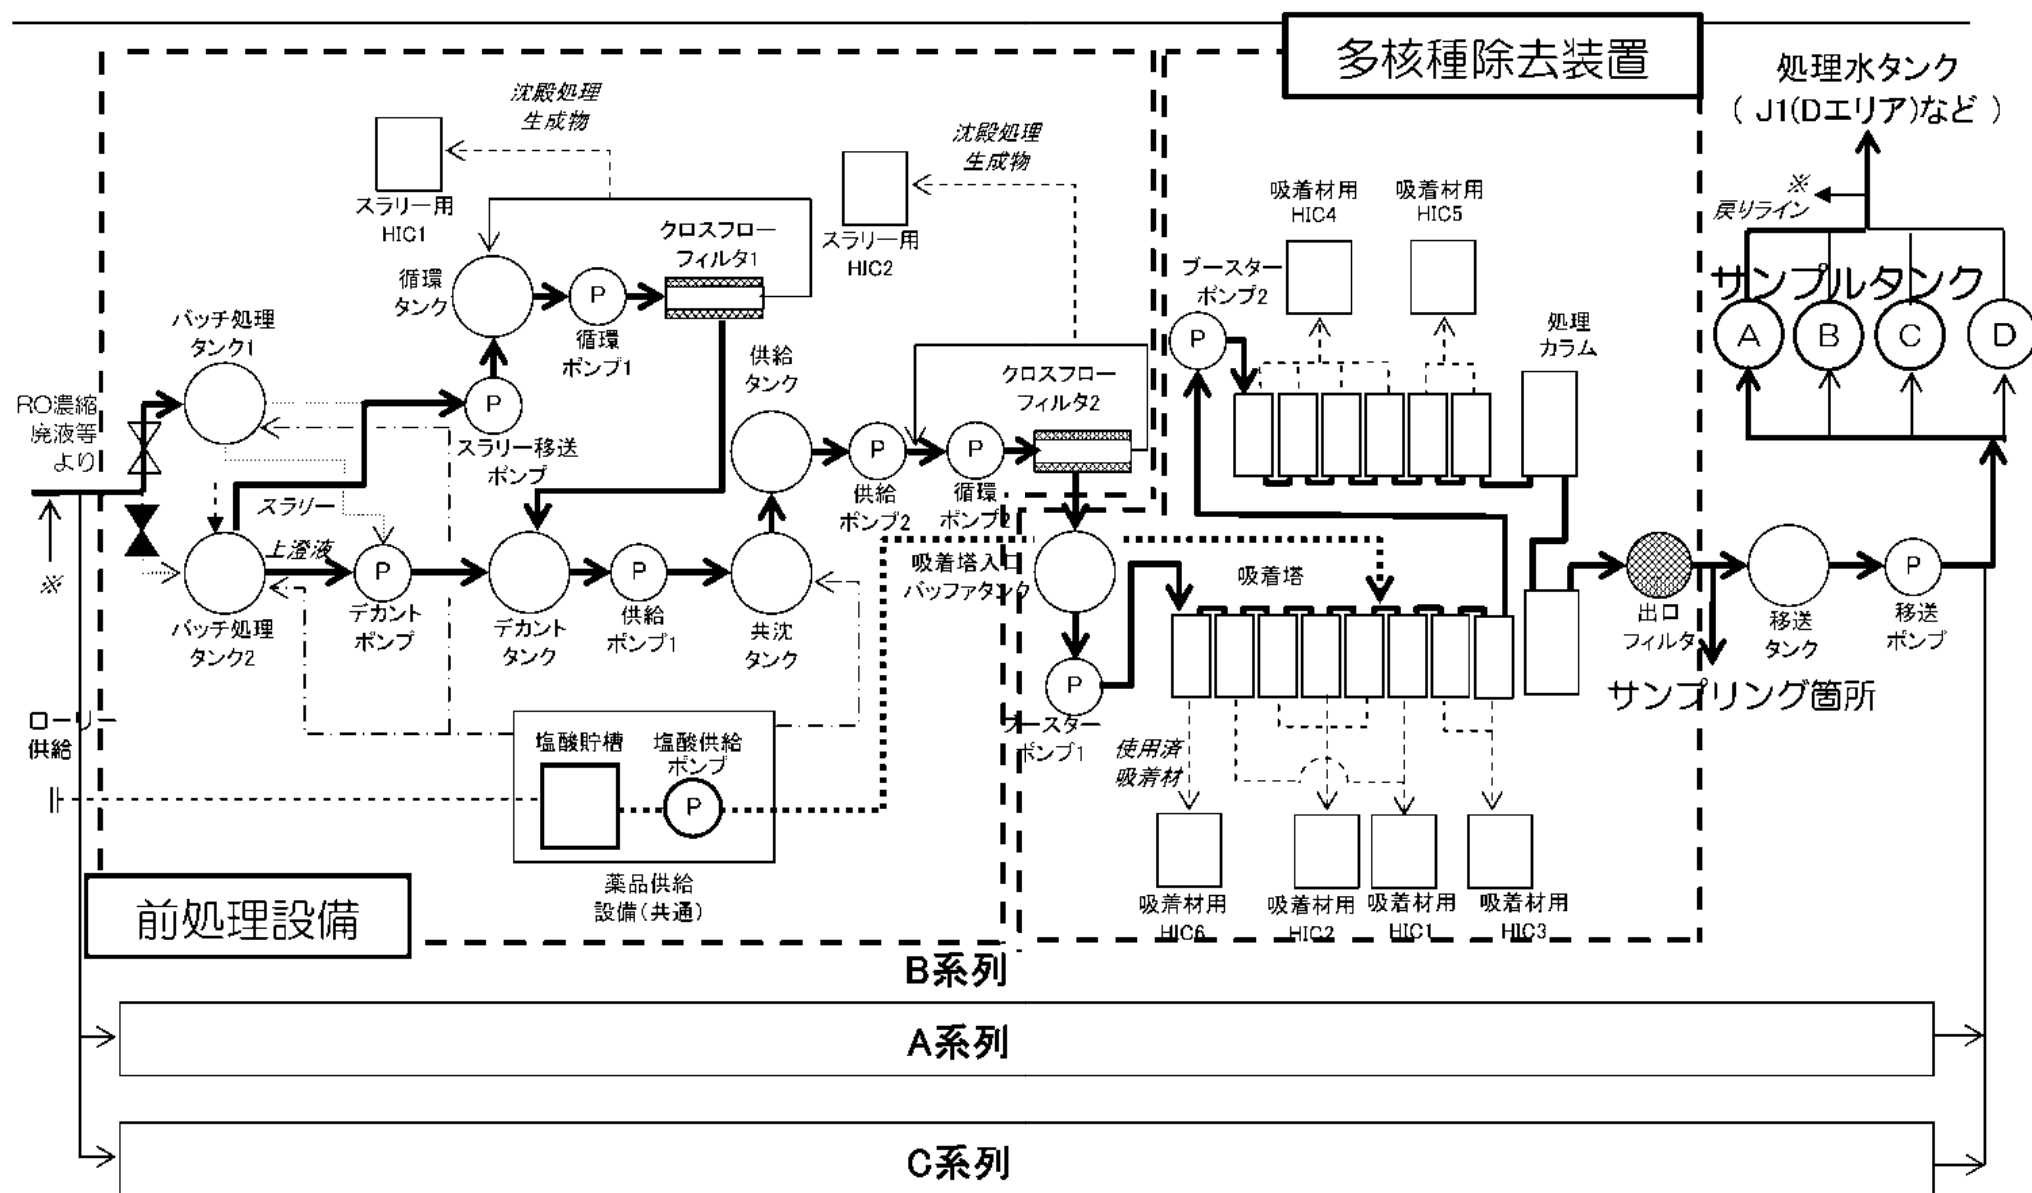 多核種除去装置
処理水タンク
( J1(Dエリア)など )
沈殿処理
生成物
沈殿処理
生成物
※
戻りライン
スラリー用
HIC1
スラリー用
HIC2
吸着材用
HIC4
吸着材用
HIC5
クロスフロー
フィルタ1
循環
タンク
P
循環
ポンプ1
ブースター
ポンプ2
P
サンプルタンク
A
B
C
D
処理
カラム
バッチ処理
タンク1
供給
タンク
クロスフロー
フィルタ2
RO濃縮
廃液等
より
P
スラリー移送
ポンプ
P
供給
ポンプ2
P
循環
ポンプ2
スラリー
上澄液
※
バッチ処理
タンク2
P
デカント
ポンプ
デカント
タンク
P
供給
ポンプ1
共沈
タンク
吸着塔入口
バッファタンク
吸着塔
出口
フィルタ
移送
タンク
P
移送
ポンプ
P
ブースター
ポンプ1
サンプリング箇所
ローリー
供給
塩酸貯槽
塩酸供給
ポンプ
P
使用済
吸着材
薬品供給
設備(共通)
吸着材用
HIC6
吸着材用
HIC2
吸着材用
HIC1
吸着材用
HIC3
前処理設備
B系列
A系列
C系列